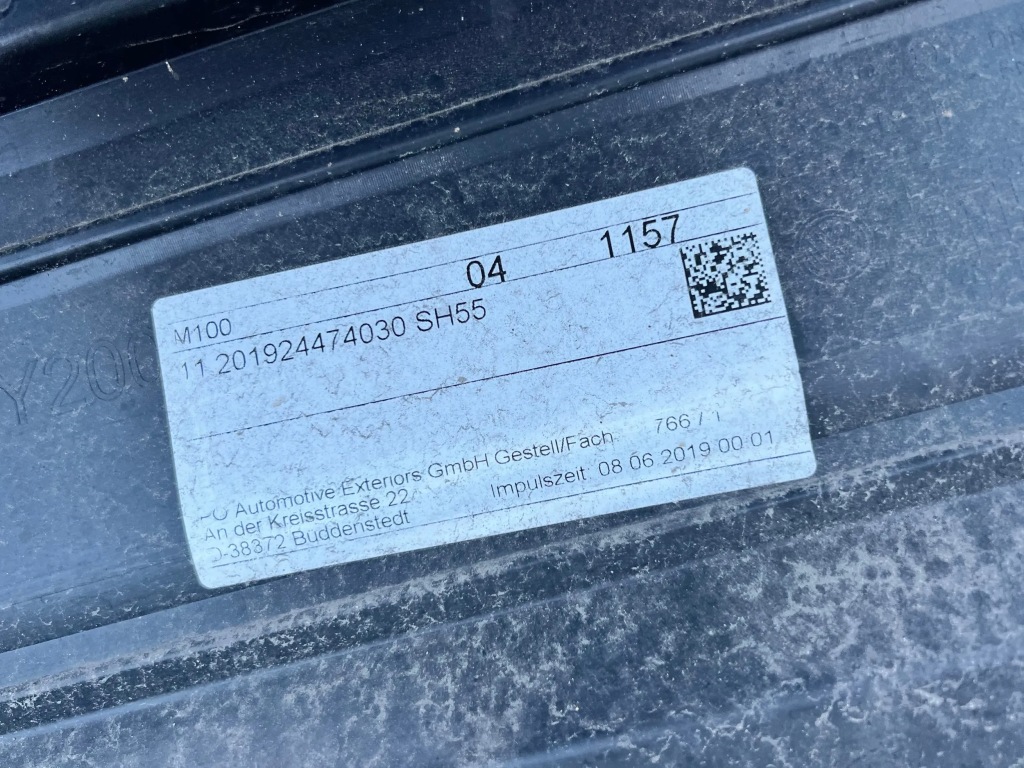 M100 04 1157
11 201924474030 SH55
Automotive Exteriors GmbH Gestell/Fach 766 / 1
An der Kreisstrasse 22
D-38372 Buddenstedt Impulszeit: 08 06 2019 00 01
Y200